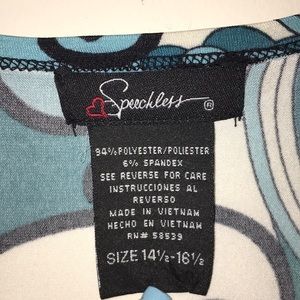 Speechless ®
94% POLYESTER/POLIESTER
6% SPANDEX
SEE REVERSE FOR CARE
INSTRUCCIONES AL
REVERSO
MADE IN VIETNAM
HECHO EN VIETNAM
RN# 58539
SIZE 14½-16½